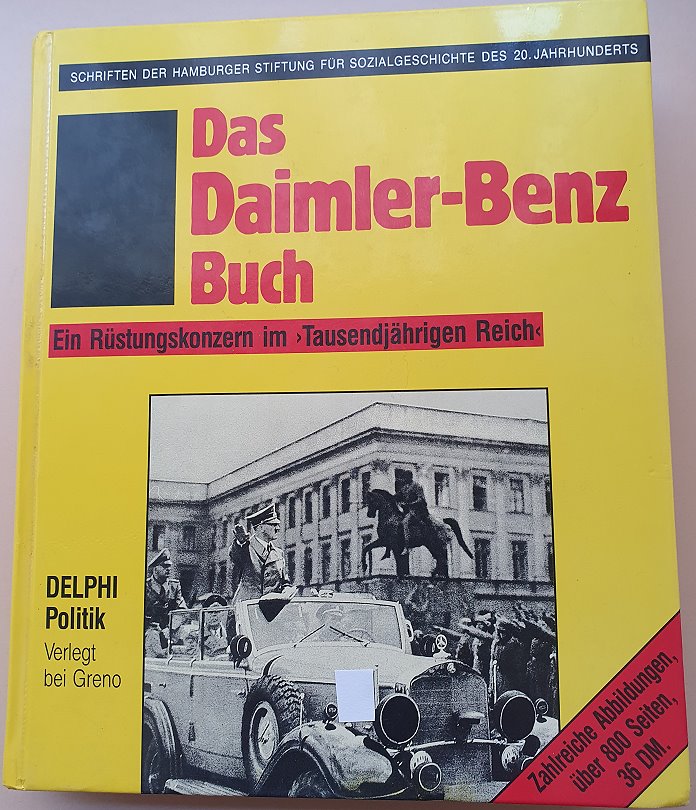 SCHRIFTEN DER HAMBURGER STIFTUNG FÜR SOZIALGESCHICHTE DES 20. JAHRHUNDERTS
Das
Daimler-Benz
Buch
Ein Rüstungskonzern im ›Tausendjährigen Reich‹
DELPHI
Politik
Verlegt
bei Greno
Zahlreiche Abbildungen,
über 800 Seiten,
36 DM.